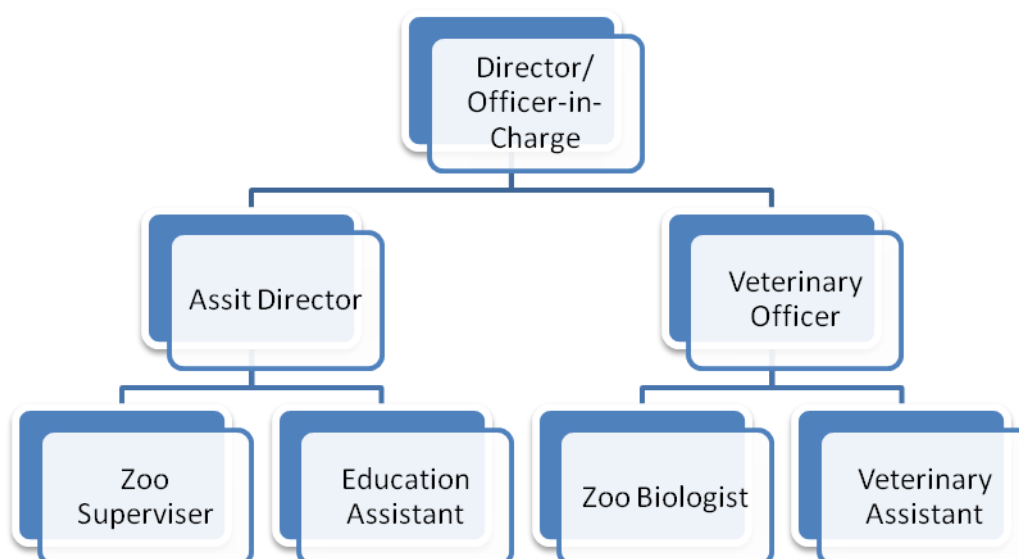 Director/
Officer-in-
Charge
Assit Director
Veterinary
Officer
Zoo
Superviser
Education
Assistant
Zoo Biologist
Veterinary
Assistant